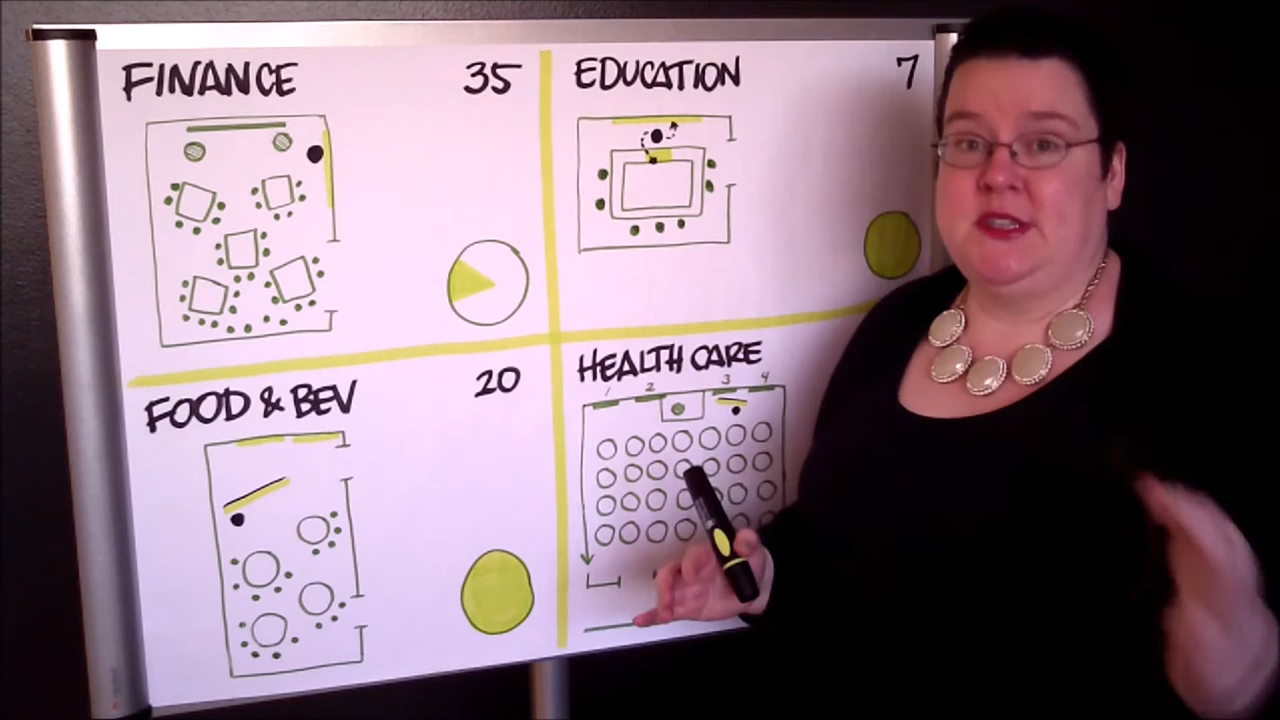 FINANCE 35
EDUCATION 7
FOOD & BEV 20
HEALTH CARE
1 2 3 4